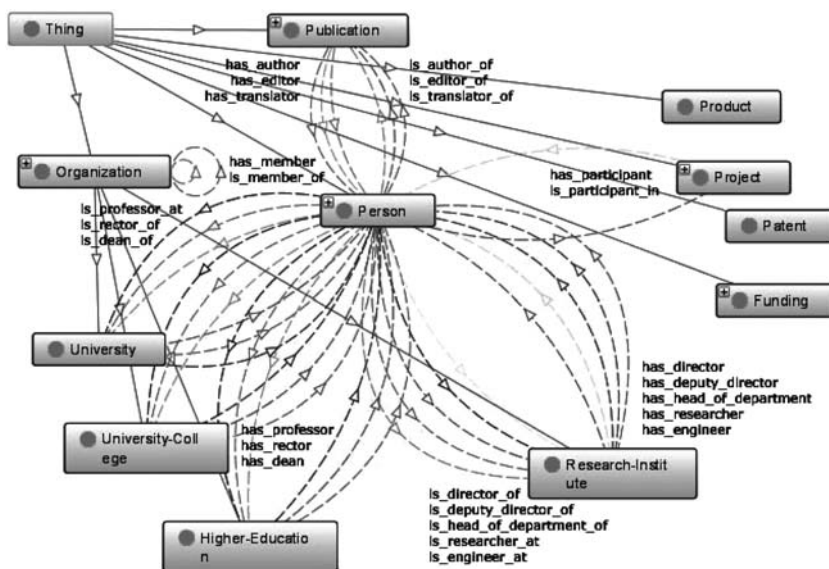 Thing
Publication
has_author
has_editor
has_translator
is_author_of
is_editor_of
is_translator_of
Product
Organization
has_member
is_member_of
has_participant
is_participant_in
Project
is_professor_at
is_rector_of
is_dean_of
Person
Patent
Funding
University
has_director
has_deputy_director
has_head_of_department
has_researcher
has_engineer
University-Coll
ege
has_professor
has_rector
has_dean
Research-Institute
ute
is_director_of
is_deputy_director_of
is_head_of_department_of
is_researcher_at
is_engineer_at
Higher-Educatio
n